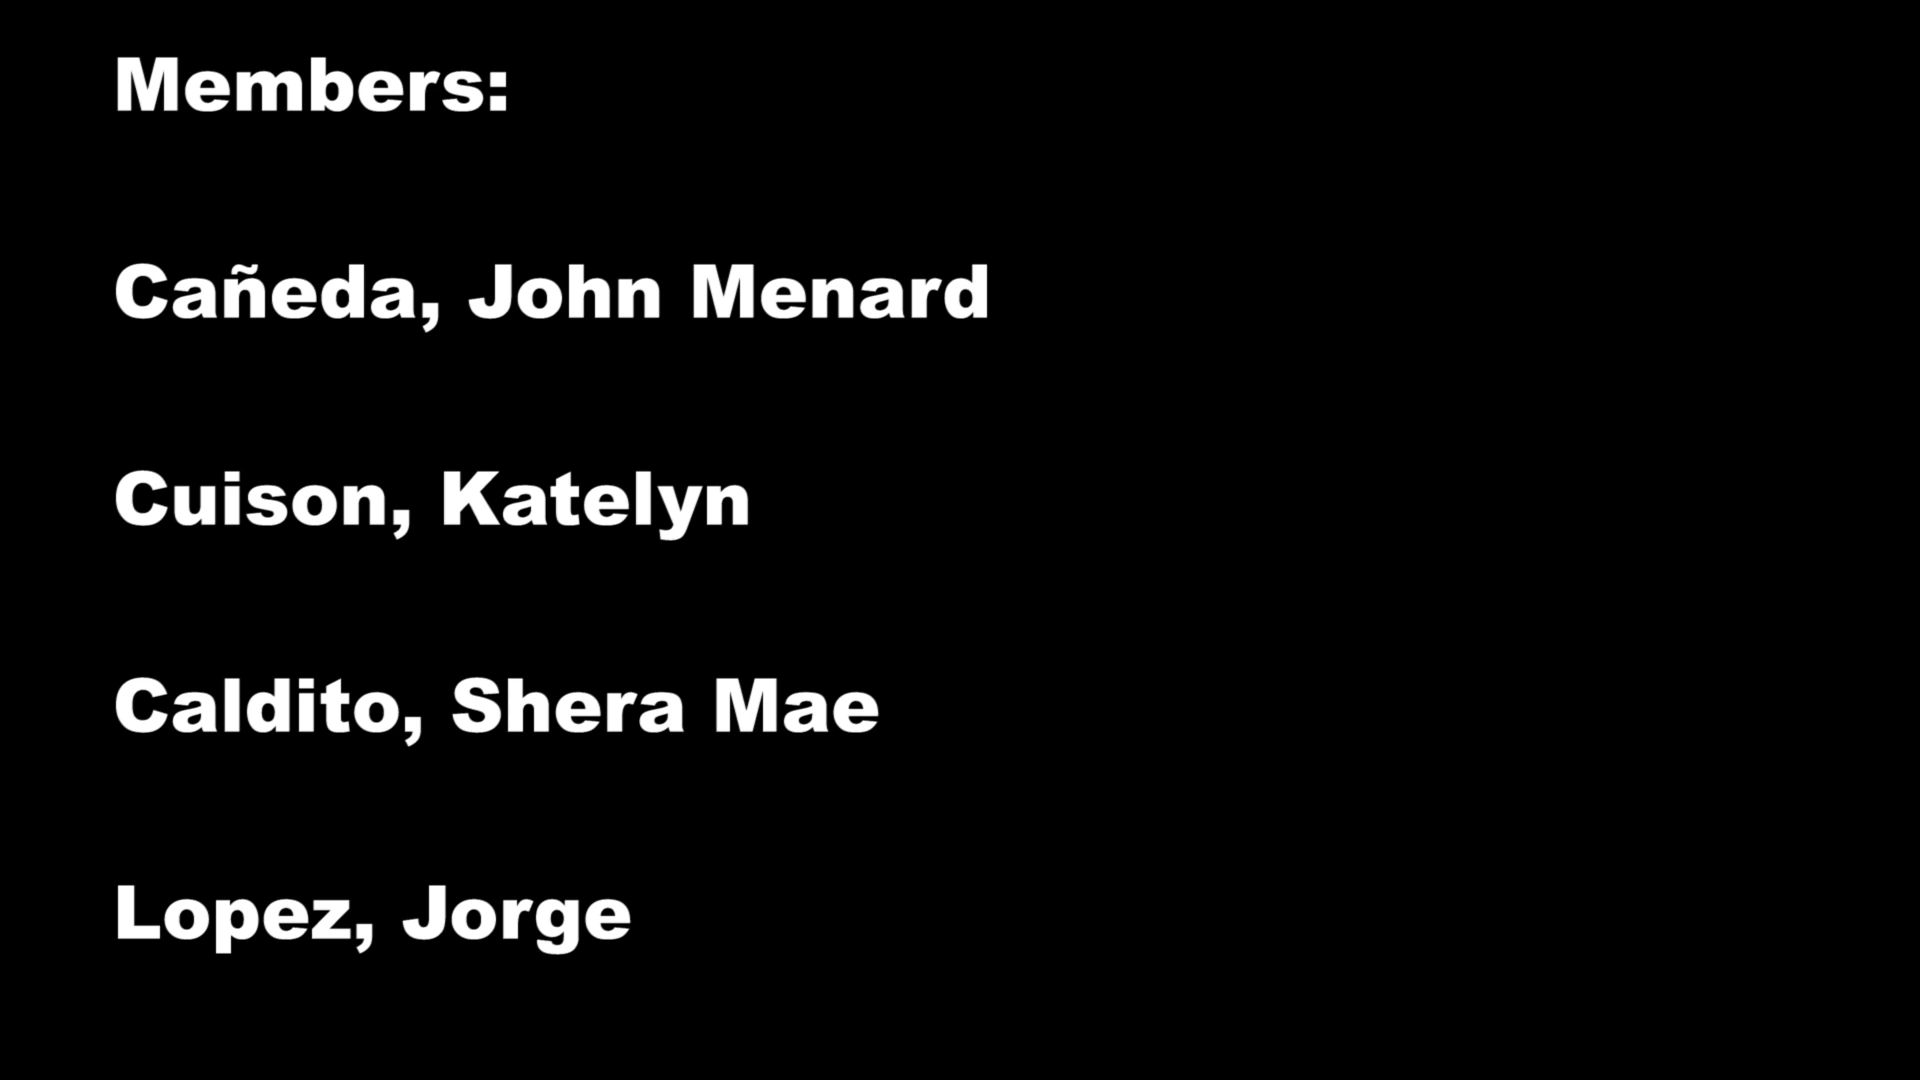 Members:
Cañeda, John Menard
Cuison, Katelyn
Caldito, Shera Mae
Lopez, Jorge